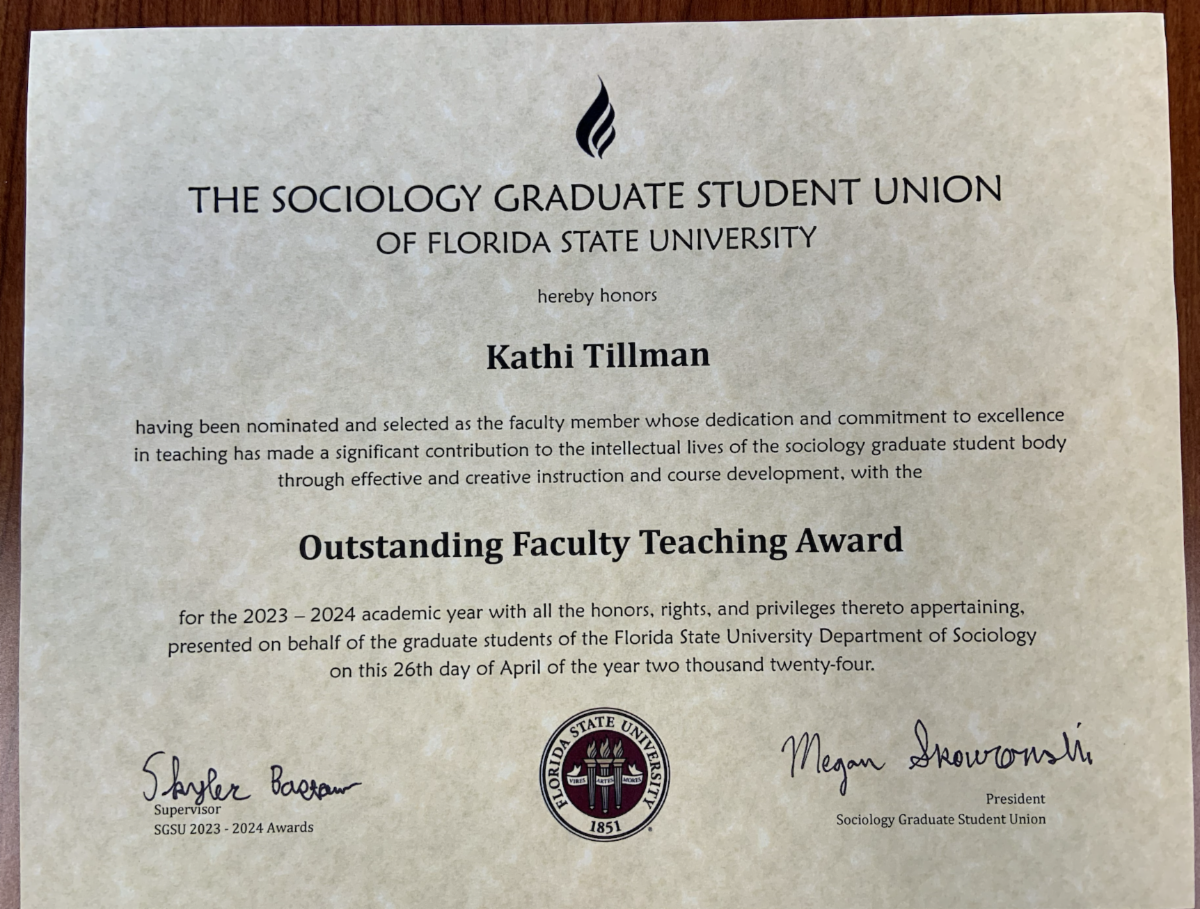 THE SOCIOLOGY GRADUATE STUDENT UNION
OF FLORIDA STATE UNIVERSITY
hereby honors
Kathi Tillman
having been nominated and selected as the faculty member whose dedication and commitment to excellence
in teaching has made a significant contribution to the intellectual lives of the sociology graduate student body
through effective and creative instruction and course development, with the
Outstanding Faculty Teaching Award
for the 2023 – 2024 academic year with all the honors, rights, and privileges thereto appertaining,
presented on behalf of the graduate students of the Florida State University Department of Sociology
on this 26th day of April of the year two thousand twenty-four.
Skyler
Supervisor
SGSU 2023 - 2024 Awards
FLORIDA STATE UNIVERSITY
VIRES ARTES MORES
1851
Megan Skowronski
President
Sociology Graduate Student Union